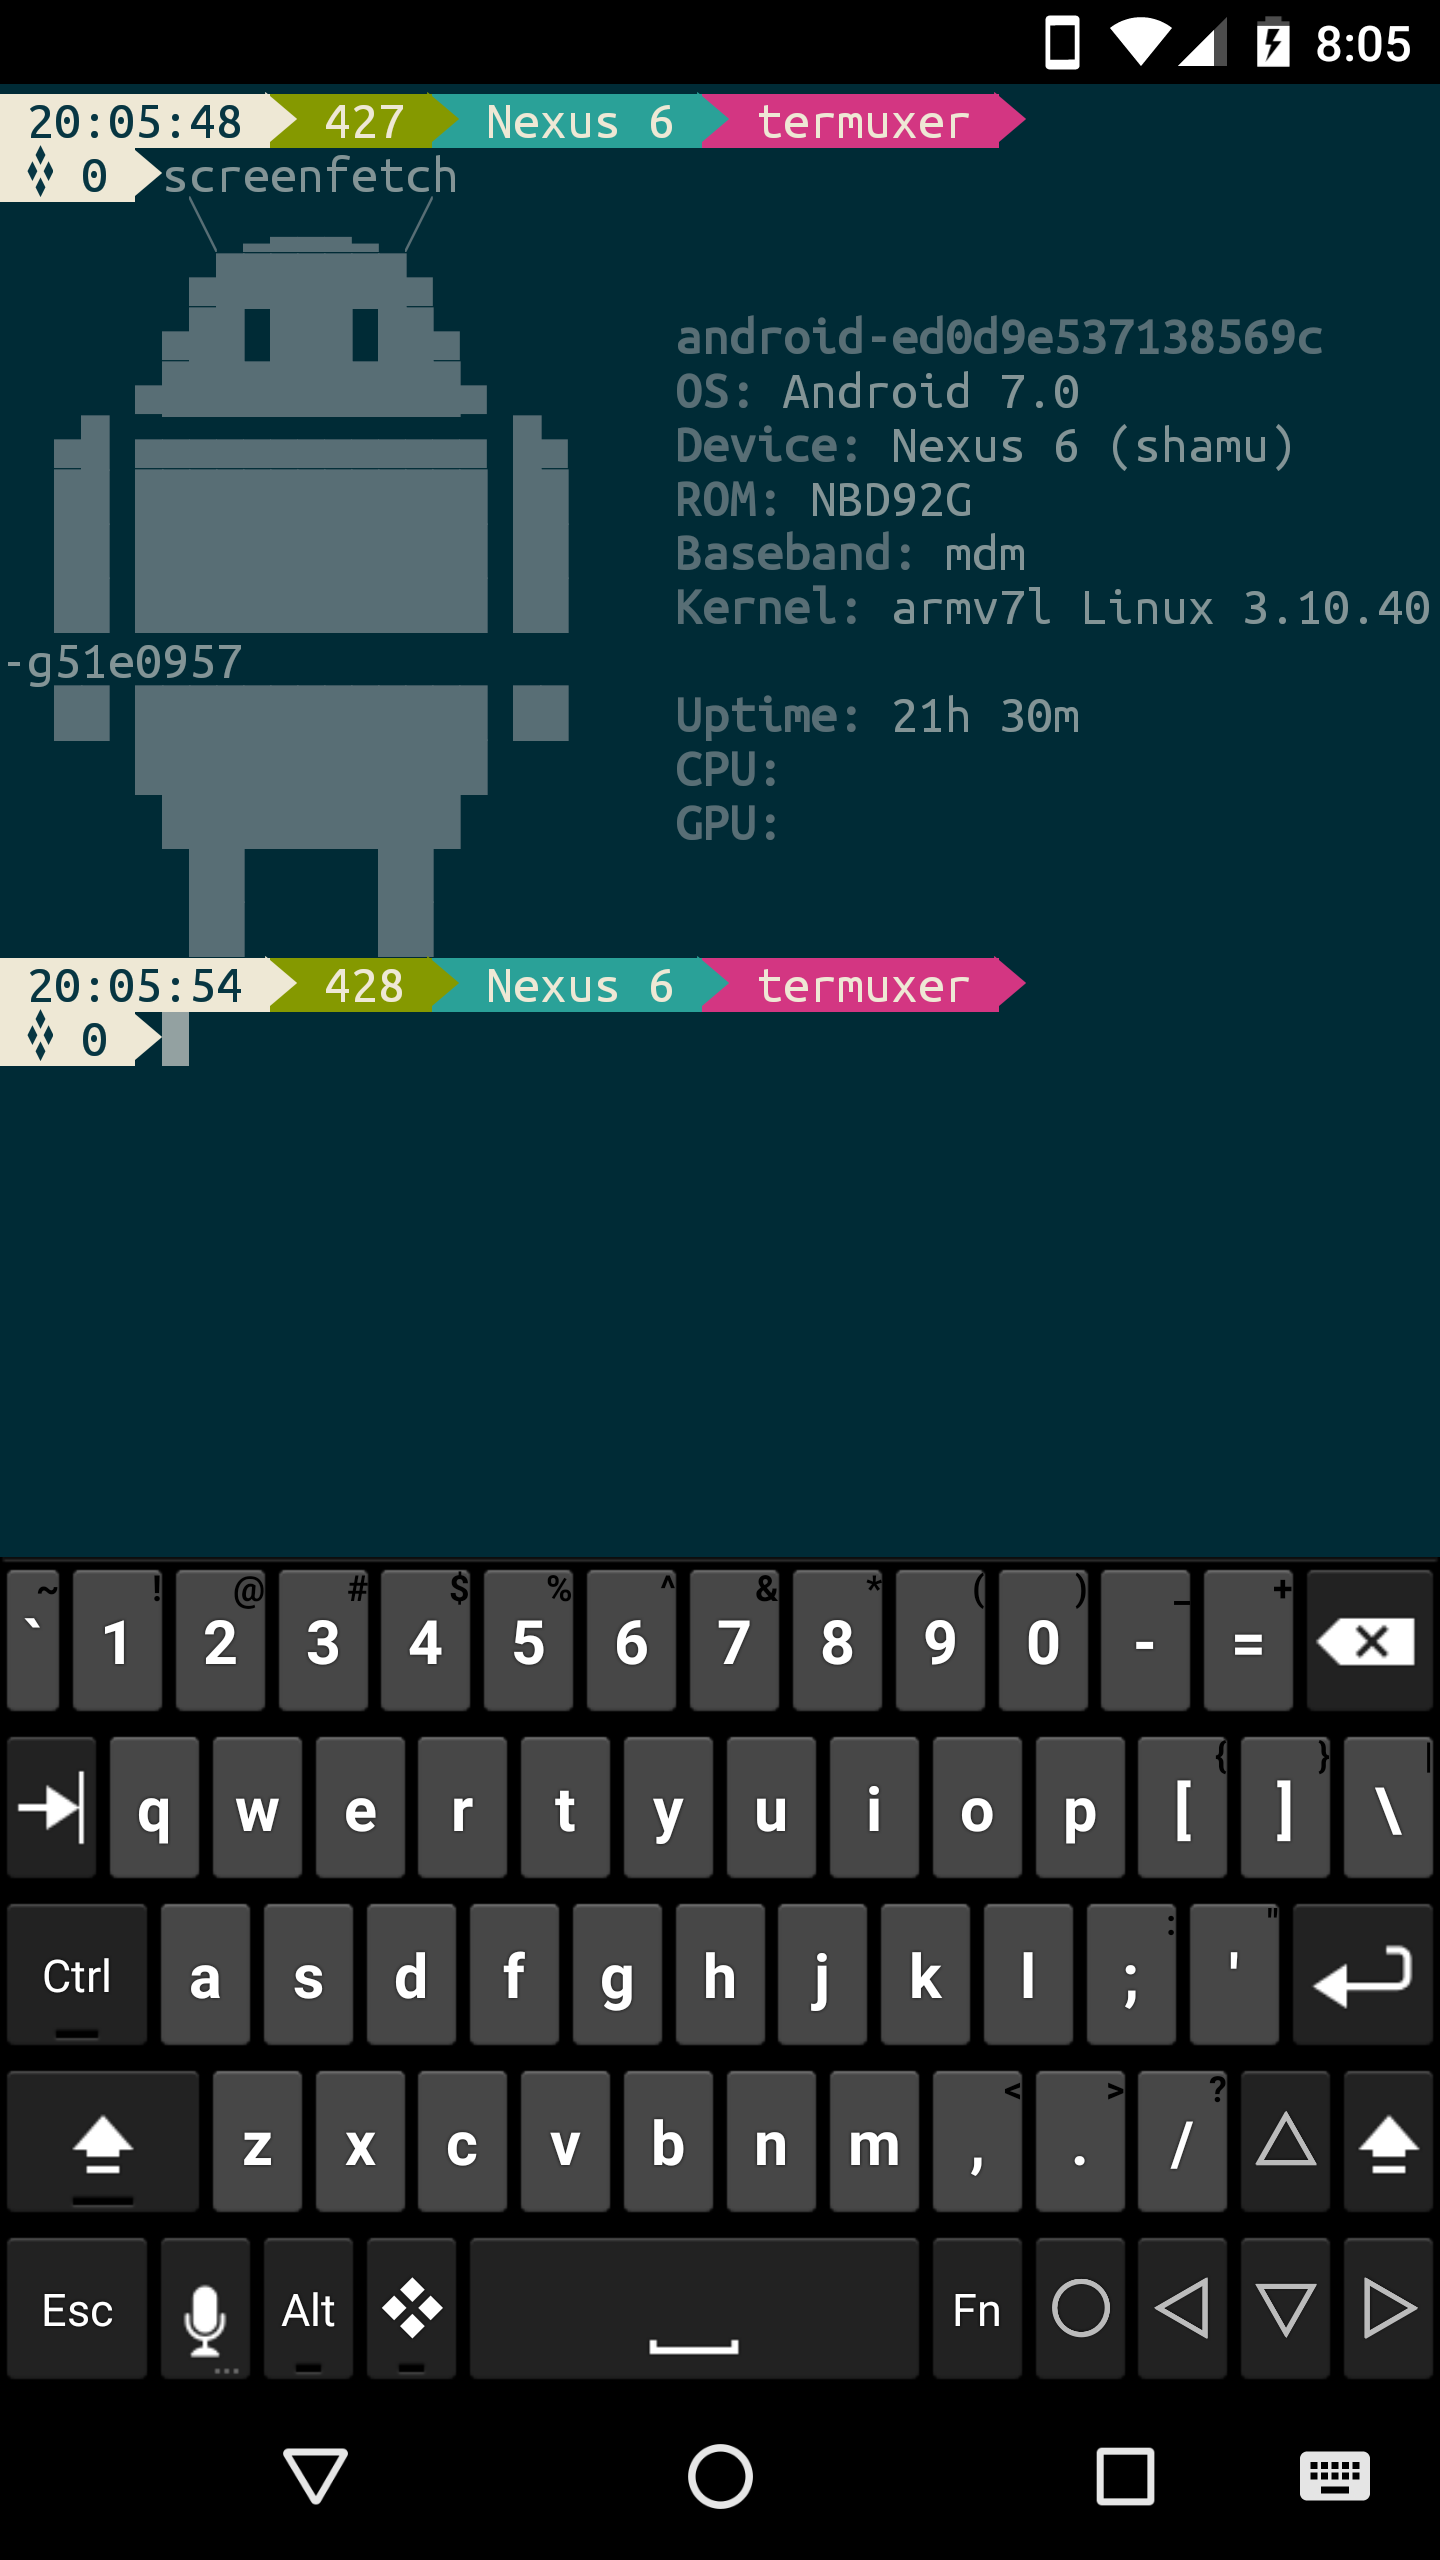 8:05
20:05:48 427 Nexus 6 termuxer
0 screenfetch
android-ed0d9e537138569c
OS: Android 7.0
Device: Nexus 6 (shamu)
ROM: NBD92G
Baseband: mdm
Kernel: armv7l Linux 3.10.40
-g51e0957
Uptime: 21h 30m
CPU:
GPU:
20:05:54 428 Nexus 6 termuxer
0
~ ! @ # $ % ^ & * ( ) _ +
` 1 2 3 4 5 6 7 8 9 0 - =
{ } |
q w e r t y u i o p [ ] \
: "
Ctrl a s d f g h j k l ; '
< > ?
z x c v b n m , . /
Esc ... Alt Fn